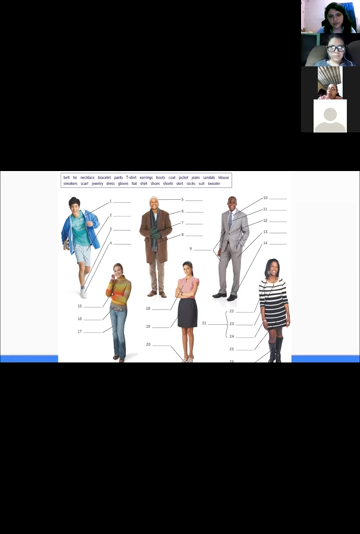 belt tie necklace bracelet pants T-shirt earrings boots coat jacket jeans sandals blouse
sneakers scarf jewelry dress gloves hat shirt shoes shorts skirt socks suit sweater
1 5 10
2 6 11
3 7 12
4 8 13
9 14
15 18 22
16 19 21 23
17 20 24
25